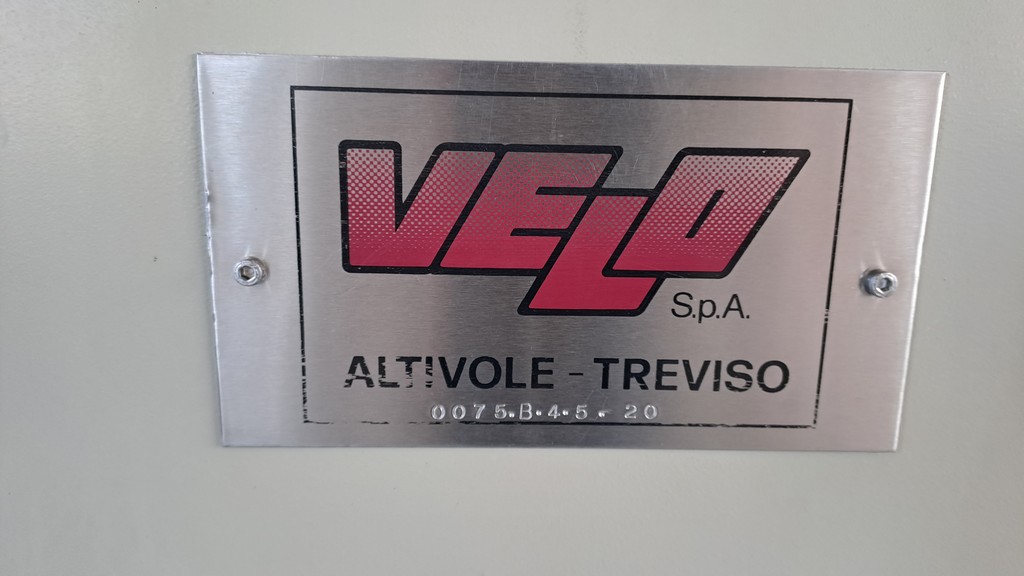 VELO
S.p.A.
ALTIVOLE - TREVISO
0075.B.4.5-20